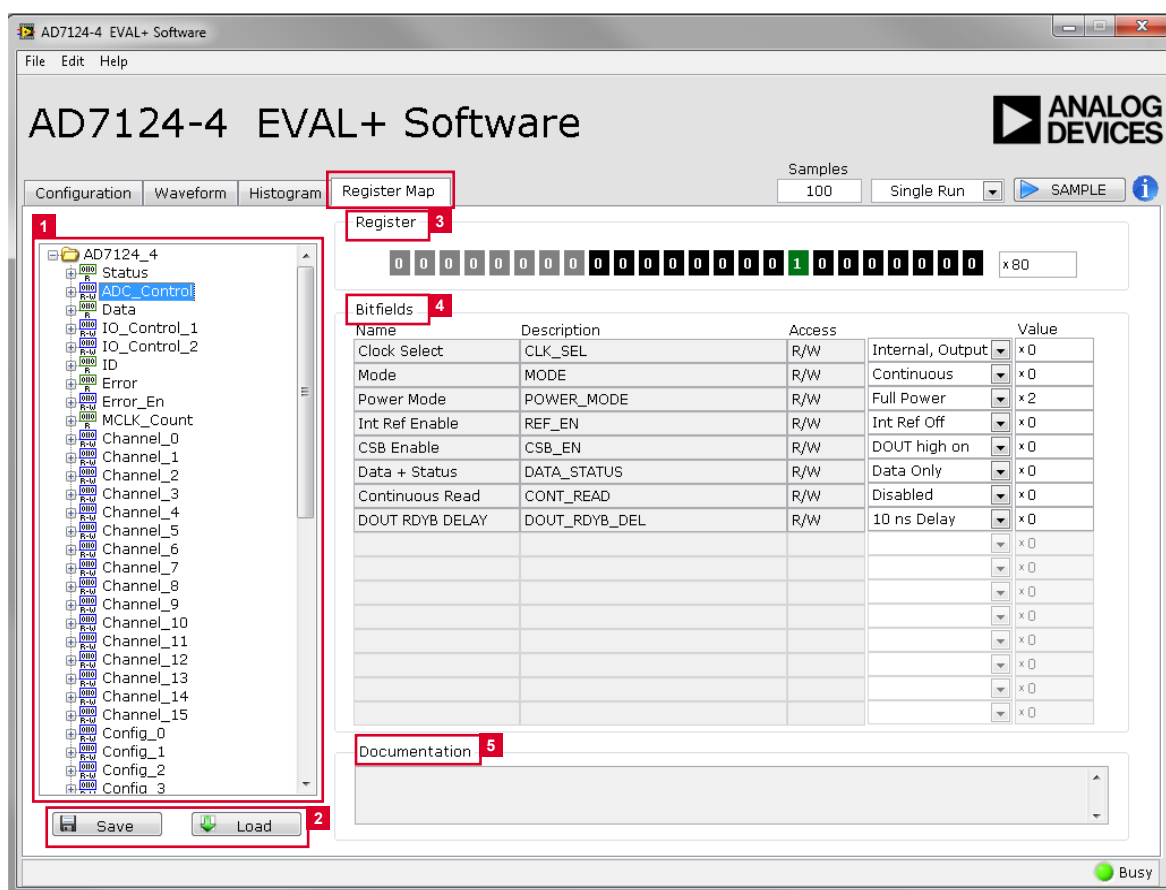 AD7124-4 EVAL+ Software
File Edit Help
AD7124-4 EVAL+ Software
ANALOG
DEVICES
Samples
Configuration Waveform Histogram Register Map 100 Single Run SAMPLE i
1
AD7124_4
Status
ADC_Control
Data
IO_Control_1
IO_Control_2
ID
Error
Error_En
MCLK_Count
Channel_0
Channel_1
Channel_2
Channel_3
Channel_4
Channel_5
Channel_6
Channel_7
Channel_8
Channel_9
Channel_10
Channel_11
Channel_12
Channel_13
Channel_14
Channel_15
Config_0
Config_1
Config_2
Config_3
Save Load 2
Register 3
0 0 0 0 0 0 0 0 0 0 0 0 0 0 0 0 1 0 0 0 0 0 0 0 x80
Bitfields 4
Name Description Access Value
Clock Select CLK_SEL R/W Internal, Output x0
Mode MODE R/W Continuous x0
Power Mode POWER_MODE R/W Full Power x2
Int Ref Enable REF_EN R/W Int Ref Off x0
CSB Enable CSB_EN R/W DOUT high on x0
Data + Status DATA_STATUS R/W Data Only x0
Continuous Read CONT_READ R/W Disabled x0
DOUT RDYB DELAY DOUT_RDYB_DEL R/W 10 ns Delay x0
x0
x0
x0
x0
x0
x0
x0
x0
Documentation 5
Busy